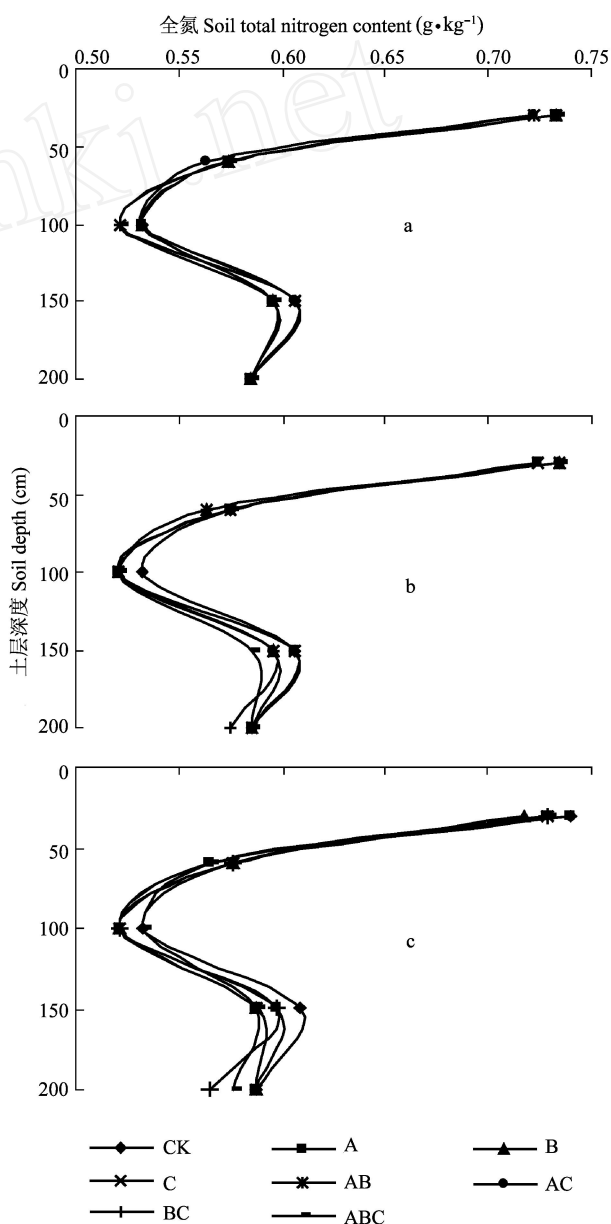 全氮 Soil total nitrogen content (g•kg⁻¹)
0.50 0.55 0.60 0.65 0.70 0.75
0
50
100
150
200
a
0
50
100
150
200
b
土层深度 Soil depth (cm)
0
50
100
150
200
c
CK A B
C AB AC
BC ABC
nki.net